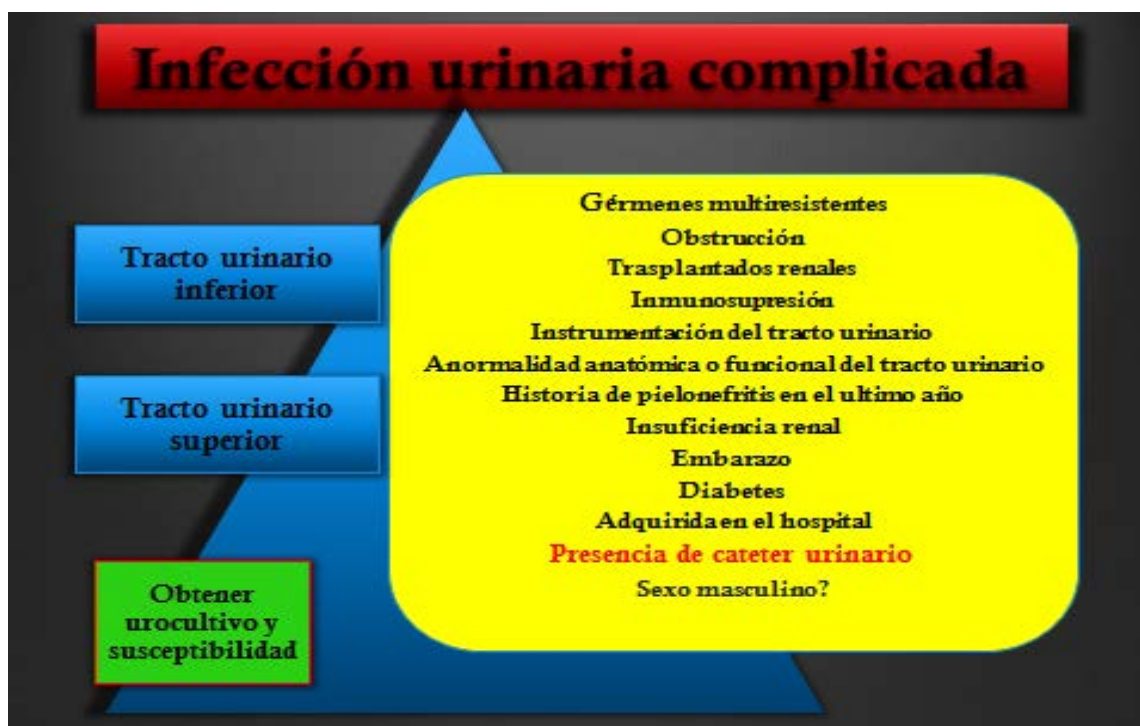 Infección urinaria complicada
Tracto urinario
inferior
Tracto urinario
superior
Obtener
urocultivo y
susceptibilidad
Gérmenes multiresistentes
Obstrucción
Trasplantados renales
Inmunosupresión
Instrumentación del tracto urinario
Anormalidad anatómica o funcional del tracto urinario
Historia de pielonefritis en el ultimo año
Insuficiencia renal
Embarazo
Diabetes
Adquirida en el hospital
Presencia de cateter urinario
Sexo masculino?